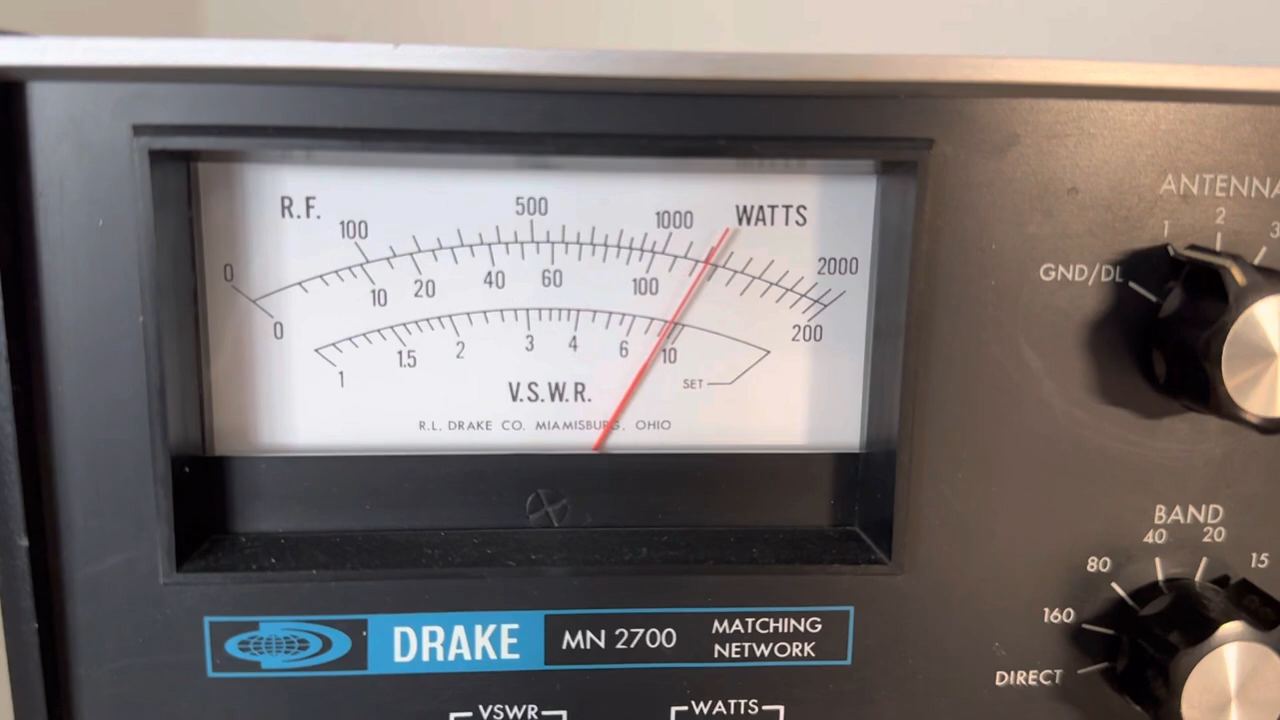 R.F. WATTS
0 100 500 1000 2000
0 10 20 40 60 100 200
1 1.5 2 3 4 6 10
SET
V.S.W.R.
R.L. DRAKE CO. MIAMISBURG, OHIO
ANTENNA
1 2 3
GND/DL
BAND
40 20
80 15
160
DIRECT
DRAKE MN 2700 MATCHING
NETWORK
VSWR WATTS